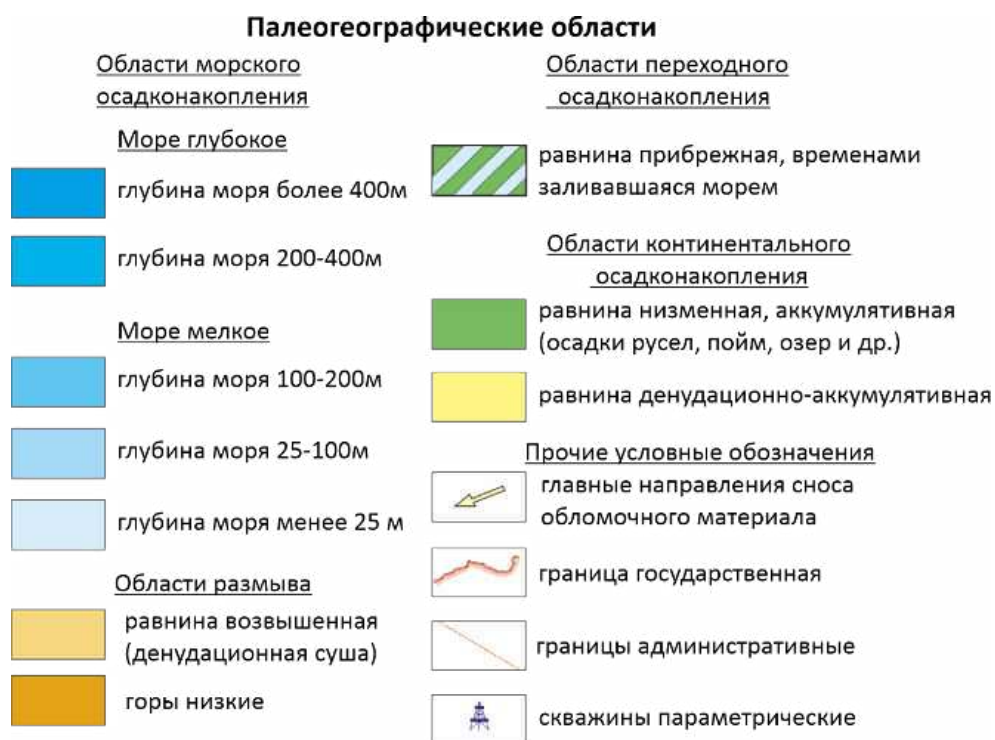 Палеогеографические области
Области морского
осадконакопления
Море глубокое
глубина моря более 400м
глубина моря 200-400м
Море мелкое
глубина моря 100-200м
глубина моря 25-100м
глубина моря менее 25 м
Области размыва
равнина возвышенная
(денудационная суша)
горы низкие
Области переходного
осадконакопления
равнина прибрежная, временами
заливавшаяся морем
Области континентального
осадконакопления
равнина низменная, аккумулятивная
(осадки русел, пойм, озер и др.)
равнина денудационно-аккумулятивная
Прочие условные обозначения
главные направления сноса
обломочного материала
граница государственная
границы административные
скважины параметрические